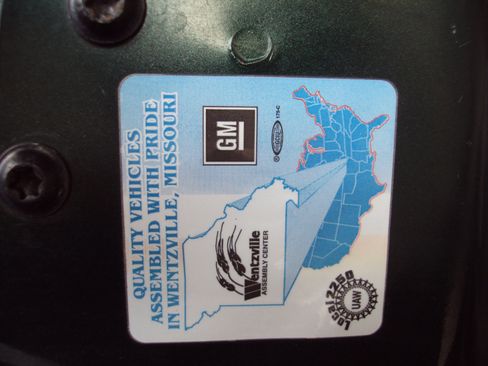 QUALITY VEHICLES
ASSEMBLED WITH PRIDE
IN WENTZVILLE, MISSOURI
GM
Wentzville
ASSEMBLY CENTER
Local 2250
UAW